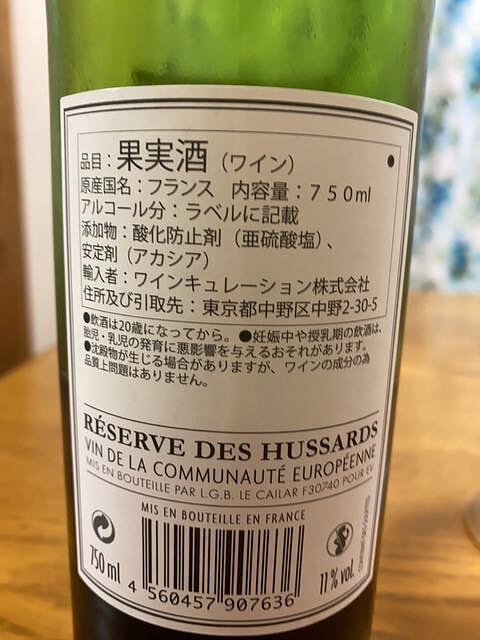 品目：果実酒（ワイン）
原産国名：フランス 内容量：７５０ml
アルコール分：ラベルに記載
添加物：酸化防止剤（亜硫酸塩）、
安定剤（アカシア）
輸入者：ワインキュレーション株式会社
住所及び引取先：東京都中野区中野2-30-5
●飲酒は20歳になってから。●妊娠中や授乳期の飲酒は、
胎児・乳児の発育に悪影響を与えるおそれがあります。
●沈殿物が生じる場合がありますが、ワインの成分の為
品質上問題はありません。
RÉSERVE DES HUSSARDS
VIN DE LA COMMUNAUTÉ EUROPÉENNE
MIS EN BOUTEILLE PAR L.G.B. LE CAILAR F30740 POUR EV
MIS EN BOUTEILLE EN FRANCE
750 ml
11% vol.
4 560457 907636